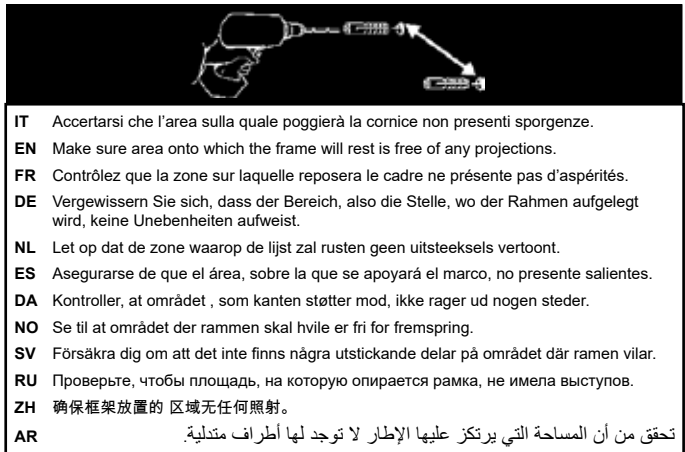 IT Accertarsi che l’area sulla quale poggierà la cornice non presenti sporgenze.
EN Make sure area onto which the frame will rest is free of any projections.
FR Contrôlez que la zone sur laquelle reposera le cadre ne présente pas d’aspérités.
DE Vergewissern Sie sich, dass der Bereich, also die Stelle, wo der Rahmen aufgelegt
wird, keine Unebenheiten aufweist.
NL Let op dat de zone waarop de lijst zal rusten geen uitsteeksels vertoont.
ES Asegurarse de que el área, sobre la que se apoyará el marco, no presente salientes.
DA Kontroller, at området , som kanten støtter mod, ikke rager ud nogen steder.
NO Se til at området der rammen skal hvile er fri for fremspring.
SV Försäkra dig om att det inte finns några utstickande delar på området där ramen vilar.
RU Проверьте, чтобы площадь, на которую опирается рамка, не имела выступов.
ZH 确保框架放置的 区域无任何照射。
AR تحقق من أن المساحة التي يرتكز عليها الإطار لا توجد لها أطراف متدلية.